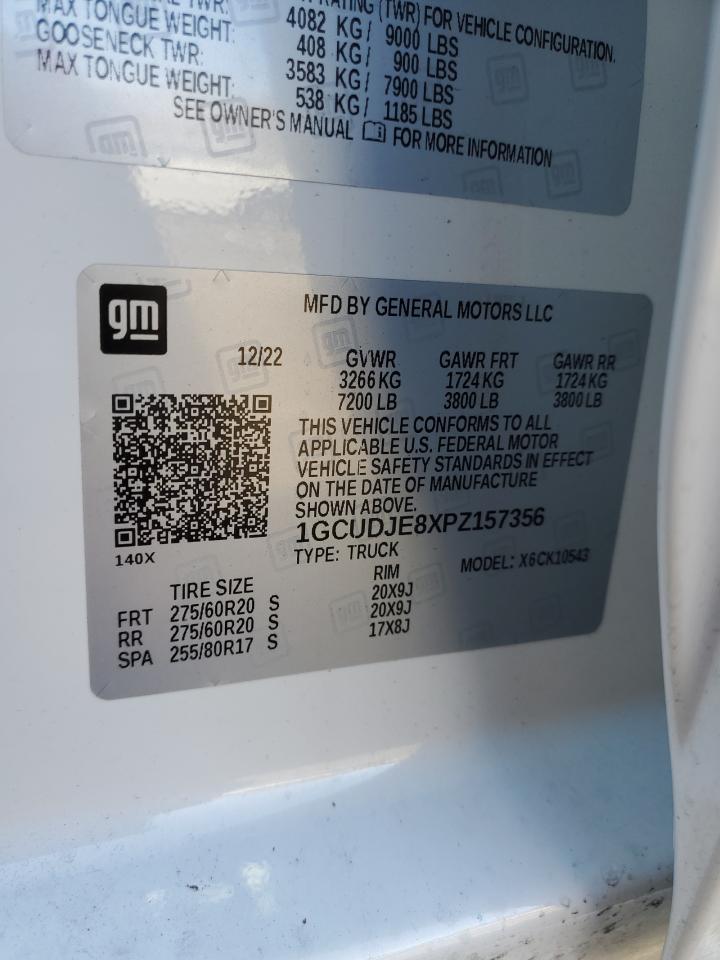 TWR:
RATING (TWR) FOR VEHICLE CONFIGURATION.
MAX TONGUE WEIGHT: 4082 KG/ 9000 LBS
GOOSENECK TWR: 408 KG/ 900 LBS
MAX TONGUE WEIGHT: 3583 KG/ 7900 LBS
538 KG/ 1185 LBS
SEE OWNER'S MANUAL FOR MORE INFORMATION
gm
MFD BY GENERAL MOTORS LLC
12/22 GVWR GAWR FRT GAWR RR
3266 KG 1724 KG 1724 KG
7200 LB 3800 LB 3800 LB
THIS VEHICLE CONFORMS TO ALL
APPLICABLE U.S. FEDERAL MOTOR
VEHICLE SAFETY STANDARDS IN EFFECT
ON THE DATE OF MANUFACTURE
SHOWN ABOVE.
1GCUDJE8XPZ157356
140X
TYPE: TRUCK MODEL: X6CK10543
TIRE SIZE RIM
FRT 275/60R20 S 20X9J
RR 275/60R20 S 20X9J
SPA 255/80R17 S 17X8J